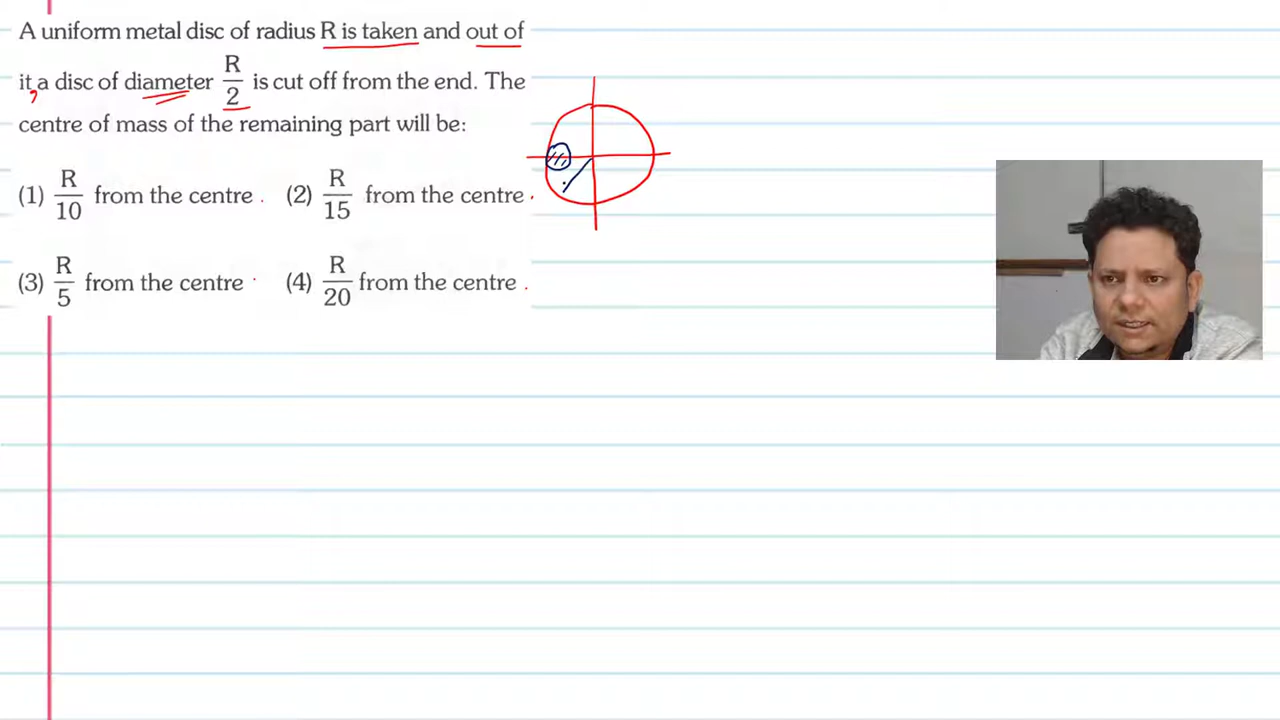 A uniform metal disc of radius R is taken and out of
it, a disc of diameter R/2 is cut off from the end. The
centre of mass of the remaining part will be:
(1) R/10 from the centre. (2) R/15 from the centre.
(3) R/5 from the centre. (4) R/20 from the centre.